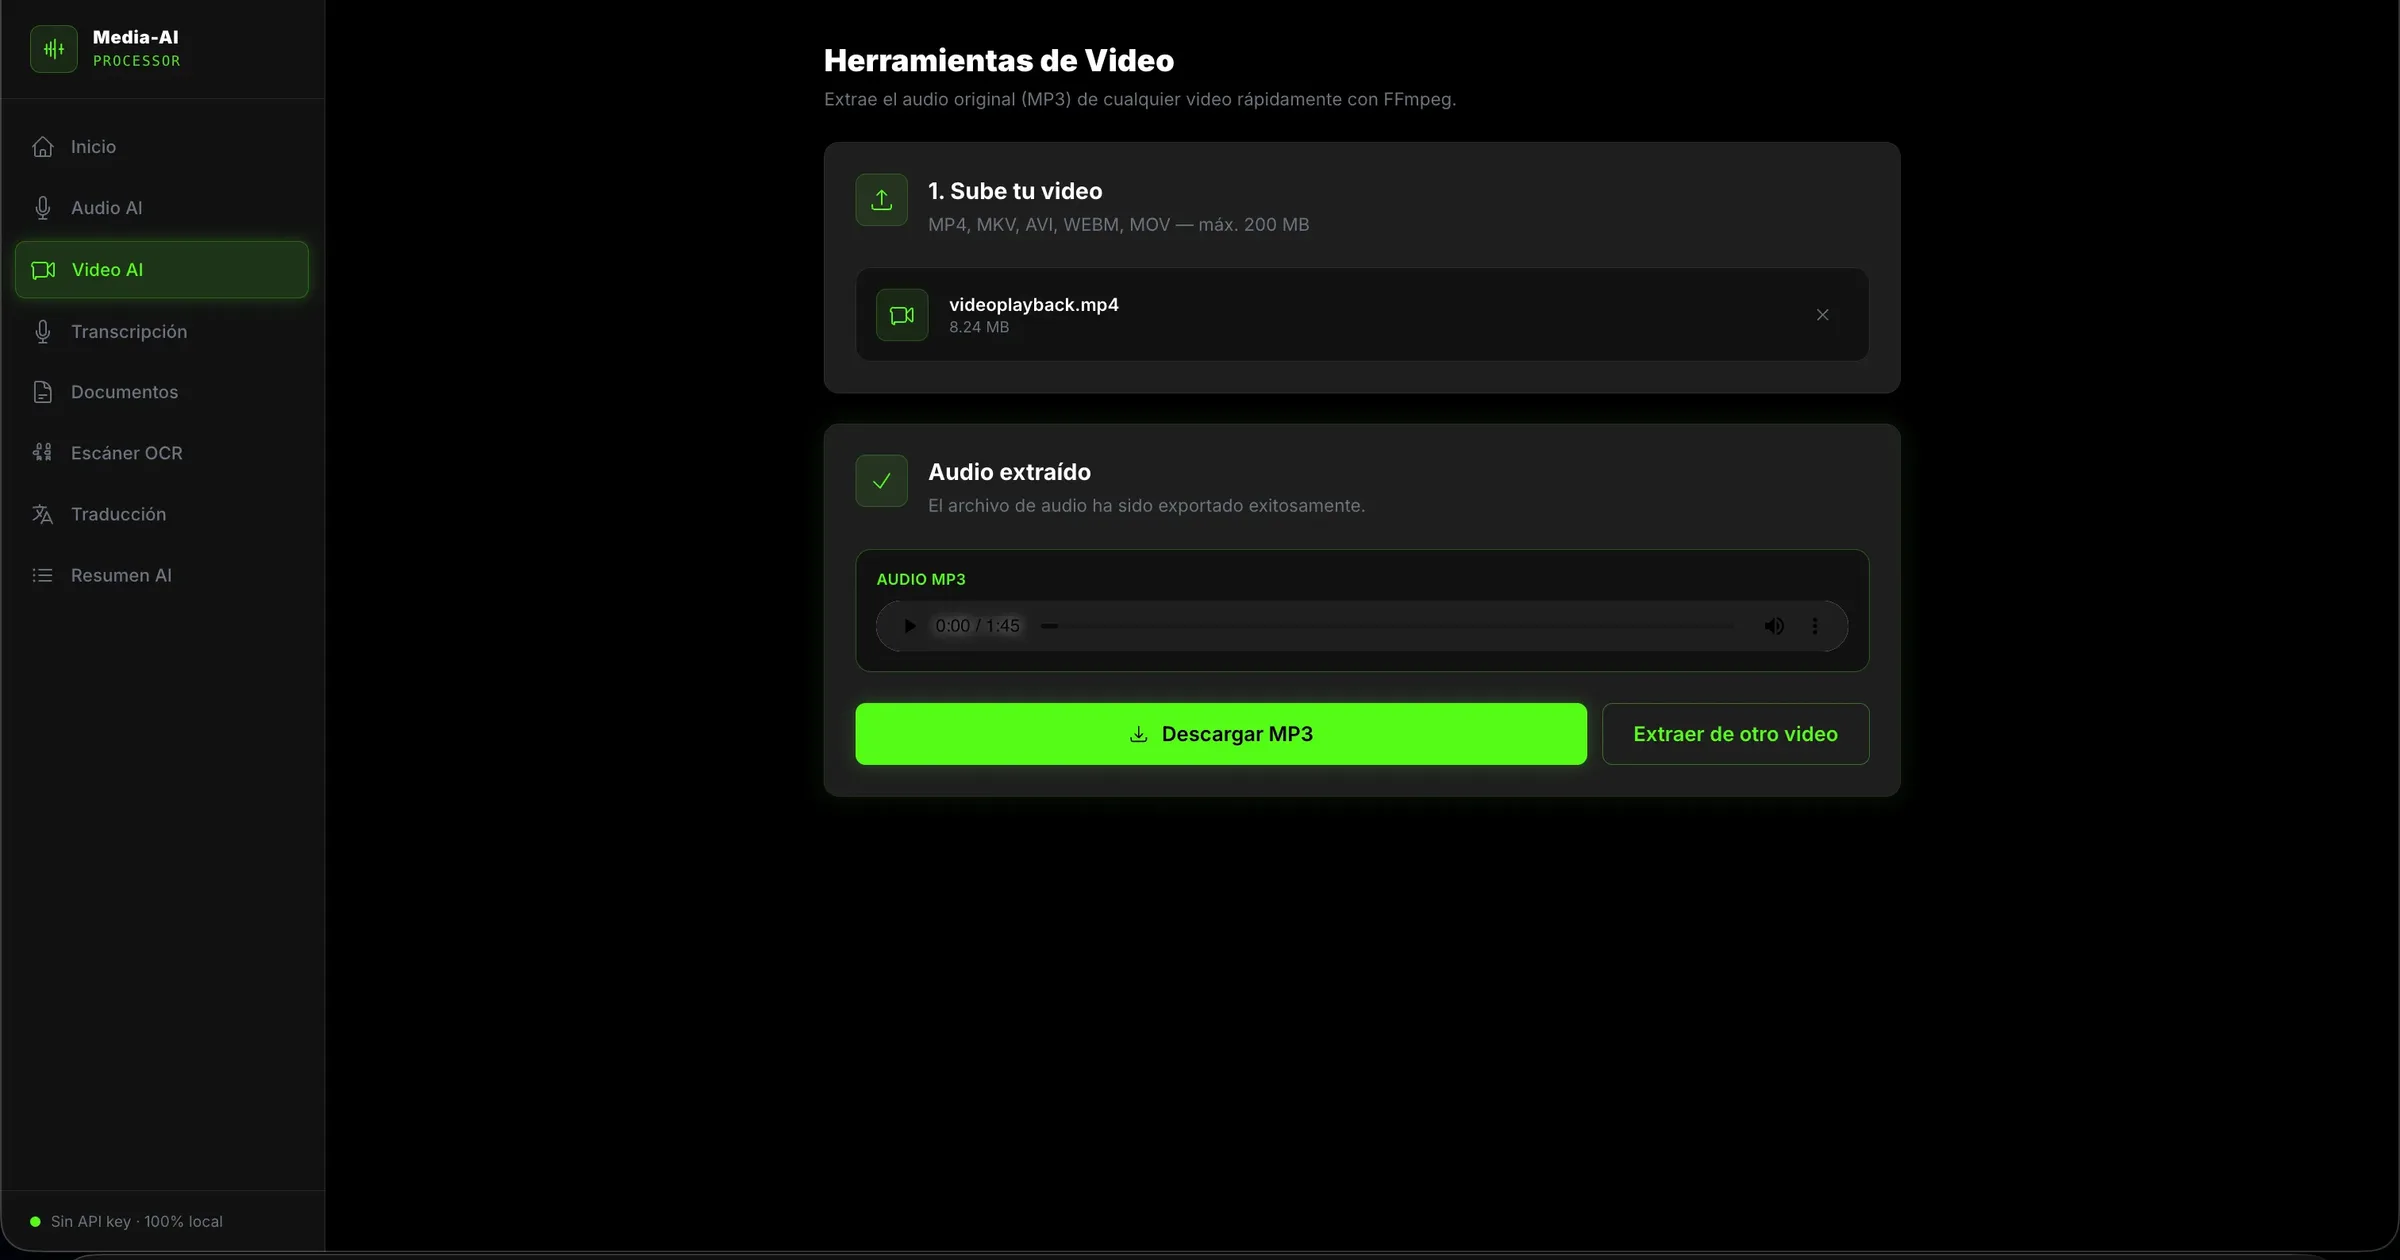 Media-AI
PROCESSOR
Inicio
Audio AI
Video AI
Transcripción
Documentos
Escáner OCR
Traducción
Resumen AI
Sin API key · 100% local
Herramientas de Video
Extrae el audio original (MP3) de cualquier video rápidamente con FFmpeg.
1. Sube tu video
MP4, MKV, AVI, WEBM, MOV — máx. 200 MB
videoplayback.mp4
8.24 MB
Audio extraído
El archivo de audio ha sido exportado exitosamente.
AUDIO MP3
0:00 / 1:45
Descargar MP3
Extraer de otro video